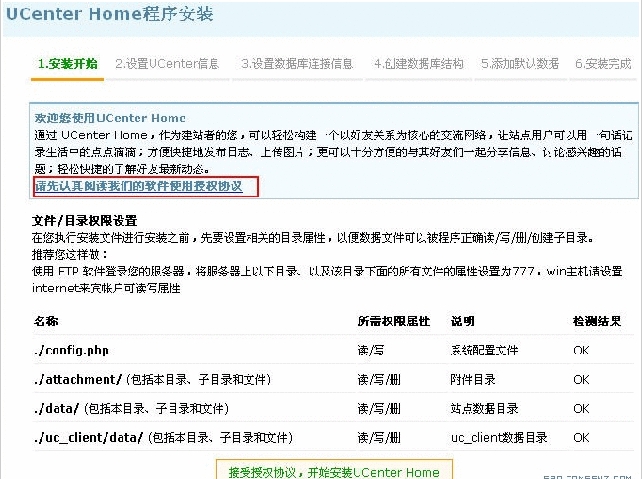 UCenter Home程序安装
1.安装开始 2.设置UCenter信息 3.设置数据库连接信息 4.创建数据库结构 5.添加默认数据 6.安装完成
欢迎您使用UCenter Home
通过 UCenter Home，作为建站者的您，可以轻松构建一个以好友关系为核心的交流网络，让站点用户可以用一句话记
录生活中的点点滴滴；方便快捷地发布日志、上传图片；更可以十分方便的与其好友们一起分享信息、讨论感兴趣的话
题；轻松快捷的了解好友最新动态。
请先认真阅读我们的软件使用授权协议
文件/目录权限设置
在您执行安装文件进行安装之前，先要设置相关的目录属性，以便数据文件可以被程序正确读/写/删/创建子目录。
推荐您这样做：
使用 FTP 软件登录您的服务器，将服务器上以下目录、以及该目录下面的所有文件的属性设置为777，win主机请设置
internet来宾帐户可读写属性
名称 所需权限属性 说明 检测结果
./config.php 读/写 系统配置文件 OK
./attachment/ (包括本目录、子目录和文件) 读/写/删 附件目录 OK
./data/ (包括本目录、子目录和文件) 读/写/删 站点数据目录 OK
./uc_client/data/ (包括本目录、子目录和文件) 读/写/删 uc_client数据目录 OK
接受授权协议，开始安装UCenter Home